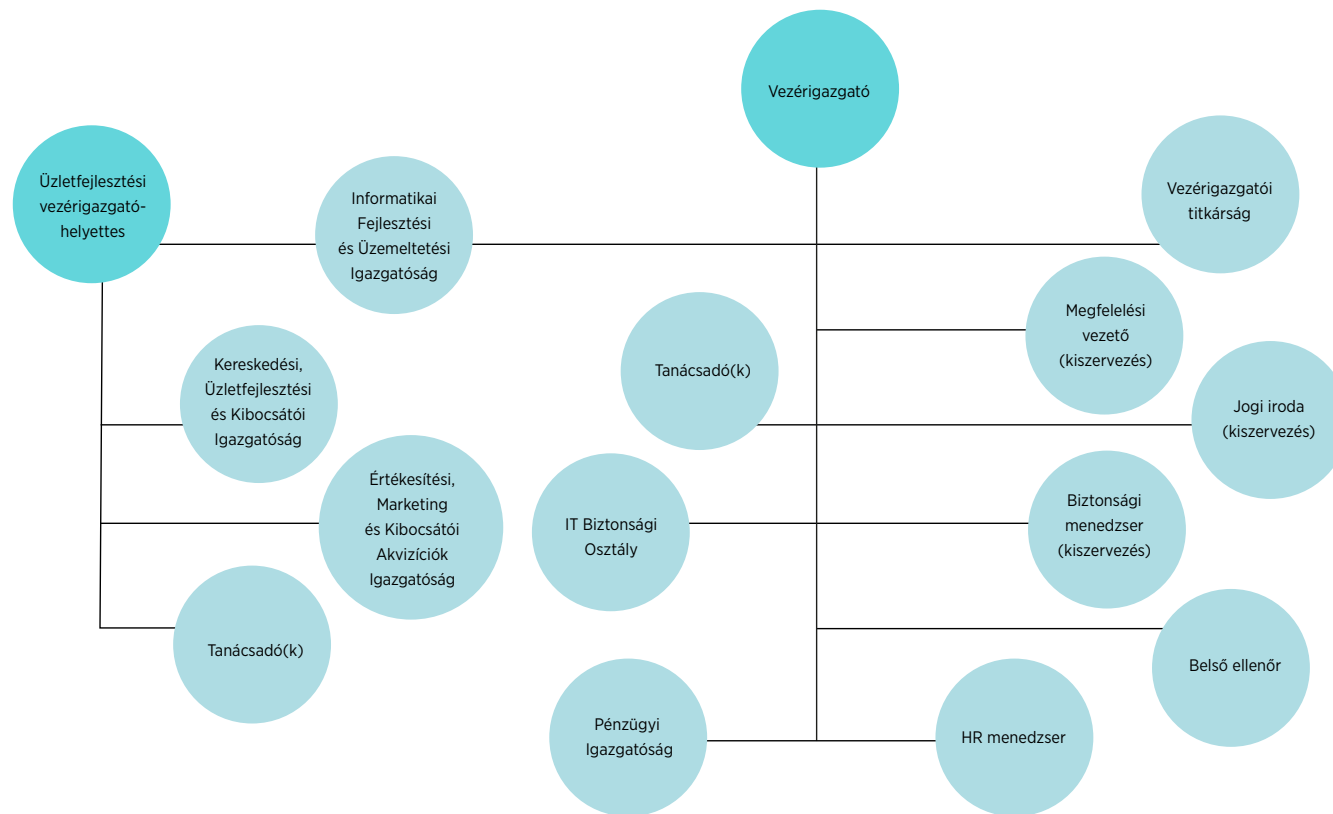 Vezérigazgató
Üzletfejlesztési
vezérigazgató-
helyettes
Informatikai
Fejlesztési
és Üzemeltetési
Igazgatóság
Vezérigazgatói
titkárság
Megfelelési
vezető
(kiszervezés)
Kereskedési,
Üzletfejlesztési
és Kibocsátói
Igazgatóság
Tanácsadó(k)
Jogi iroda
(kiszervezés)
Értékesítési,
Marketing
és Kibocsátói
Akvizíciók
Igazgatóság
IT Biztonsági
Osztály
Biztonsági
menedzser
(kiszervezés)
Tanácsadó(k)
Belső ellenőr
Pénzügyi
Igazgatóság
HR menedzser